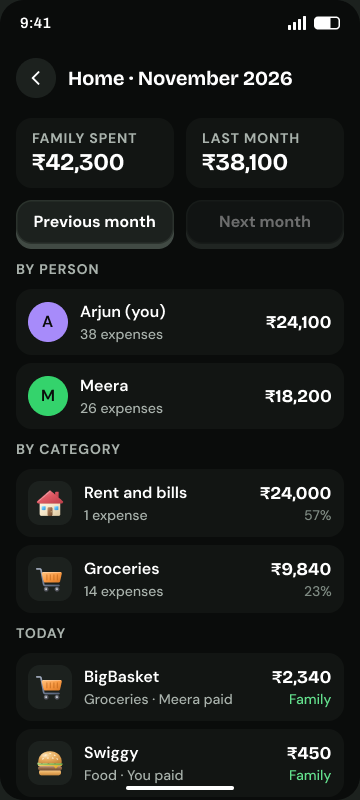 9:41
Home · November 2026
FAMILY SPENT
₹42,300
LAST MONTH
₹38,100
Previous month
Next month
BY PERSON
A
Arjun (you)
38 expenses
₹24,100
M
Meera
26 expenses
₹18,200
BY CATEGORY
Rent and bills
1 expense
₹24,000
57%
Groceries
14 expenses
₹9,840
23%
TODAY
BigBasket
Groceries · Meera paid
₹2,340
Family
Swiggy
Food · You paid
₹450
Family